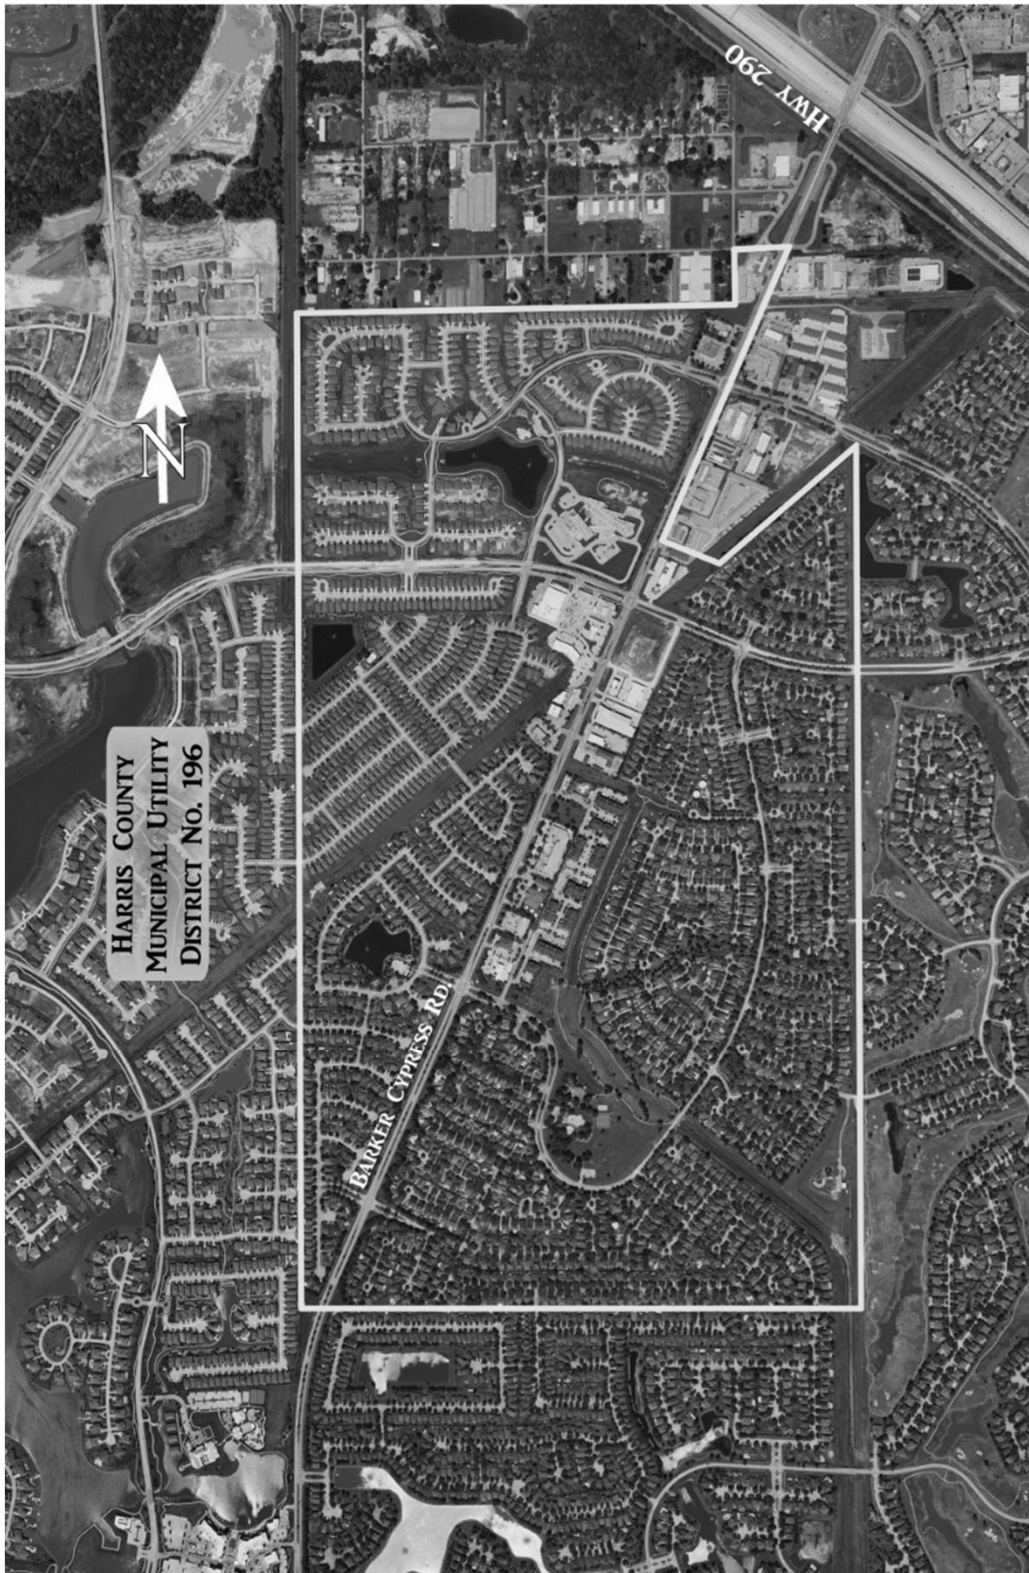 HWY 290
N
HARRIS COUNTY
MUNICIPAL UTILITY
DISTRICT NO. 196
BARKER CYPRESS RD.